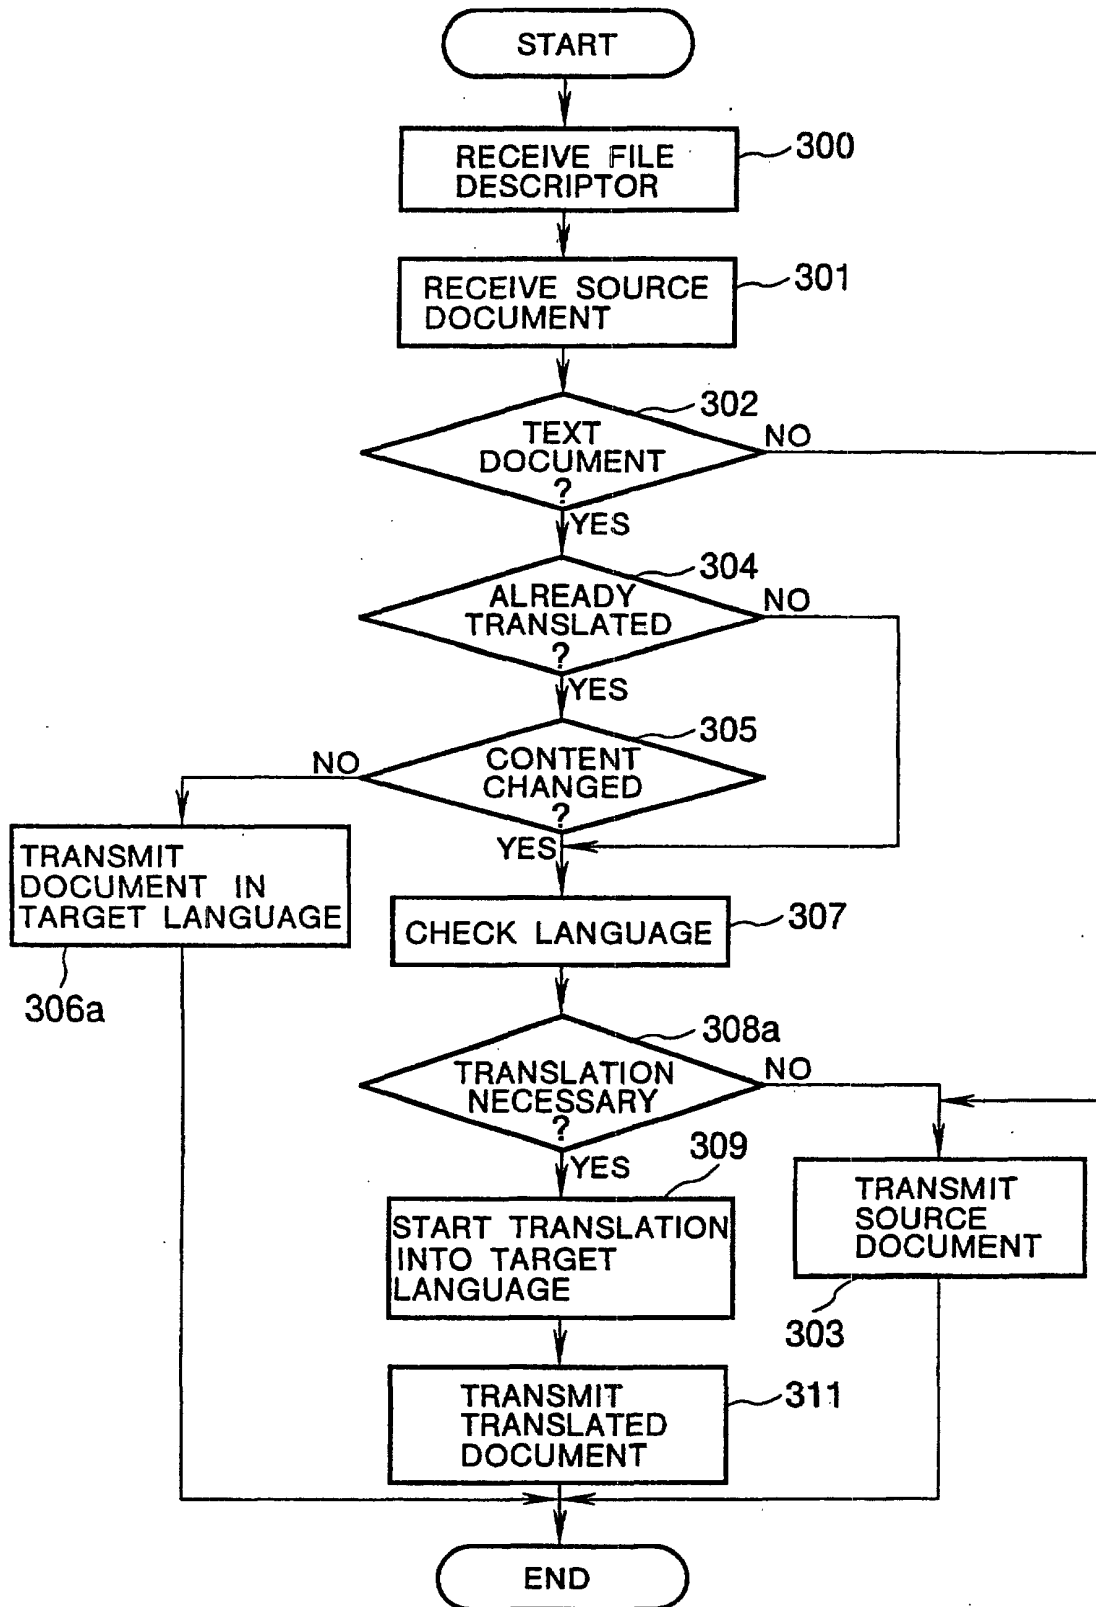 START
RECEIVE FILE
DESCRIPTOR
300
RECEIVE SOURCE
DOCUMENT
301
302
TEXT
DOCUMENT
?
NO
YES
304
ALREADY
TRANSLATED
?
NO
YES
305
CONTENT
CHANGED
?
NO
YES
TRANSMIT
DOCUMENT IN
TARGET LANGUAGE
306a
CHECK LANGUAGE
307
308a
TRANSLATION
NECESSARY
?
NO
YES
309
START TRANSLATION
INTO TARGET
LANGUAGE
TRANSMIT
SOURCE
DOCUMENT
303
TRANSMIT
TRANSLATED
DOCUMENT
311
END